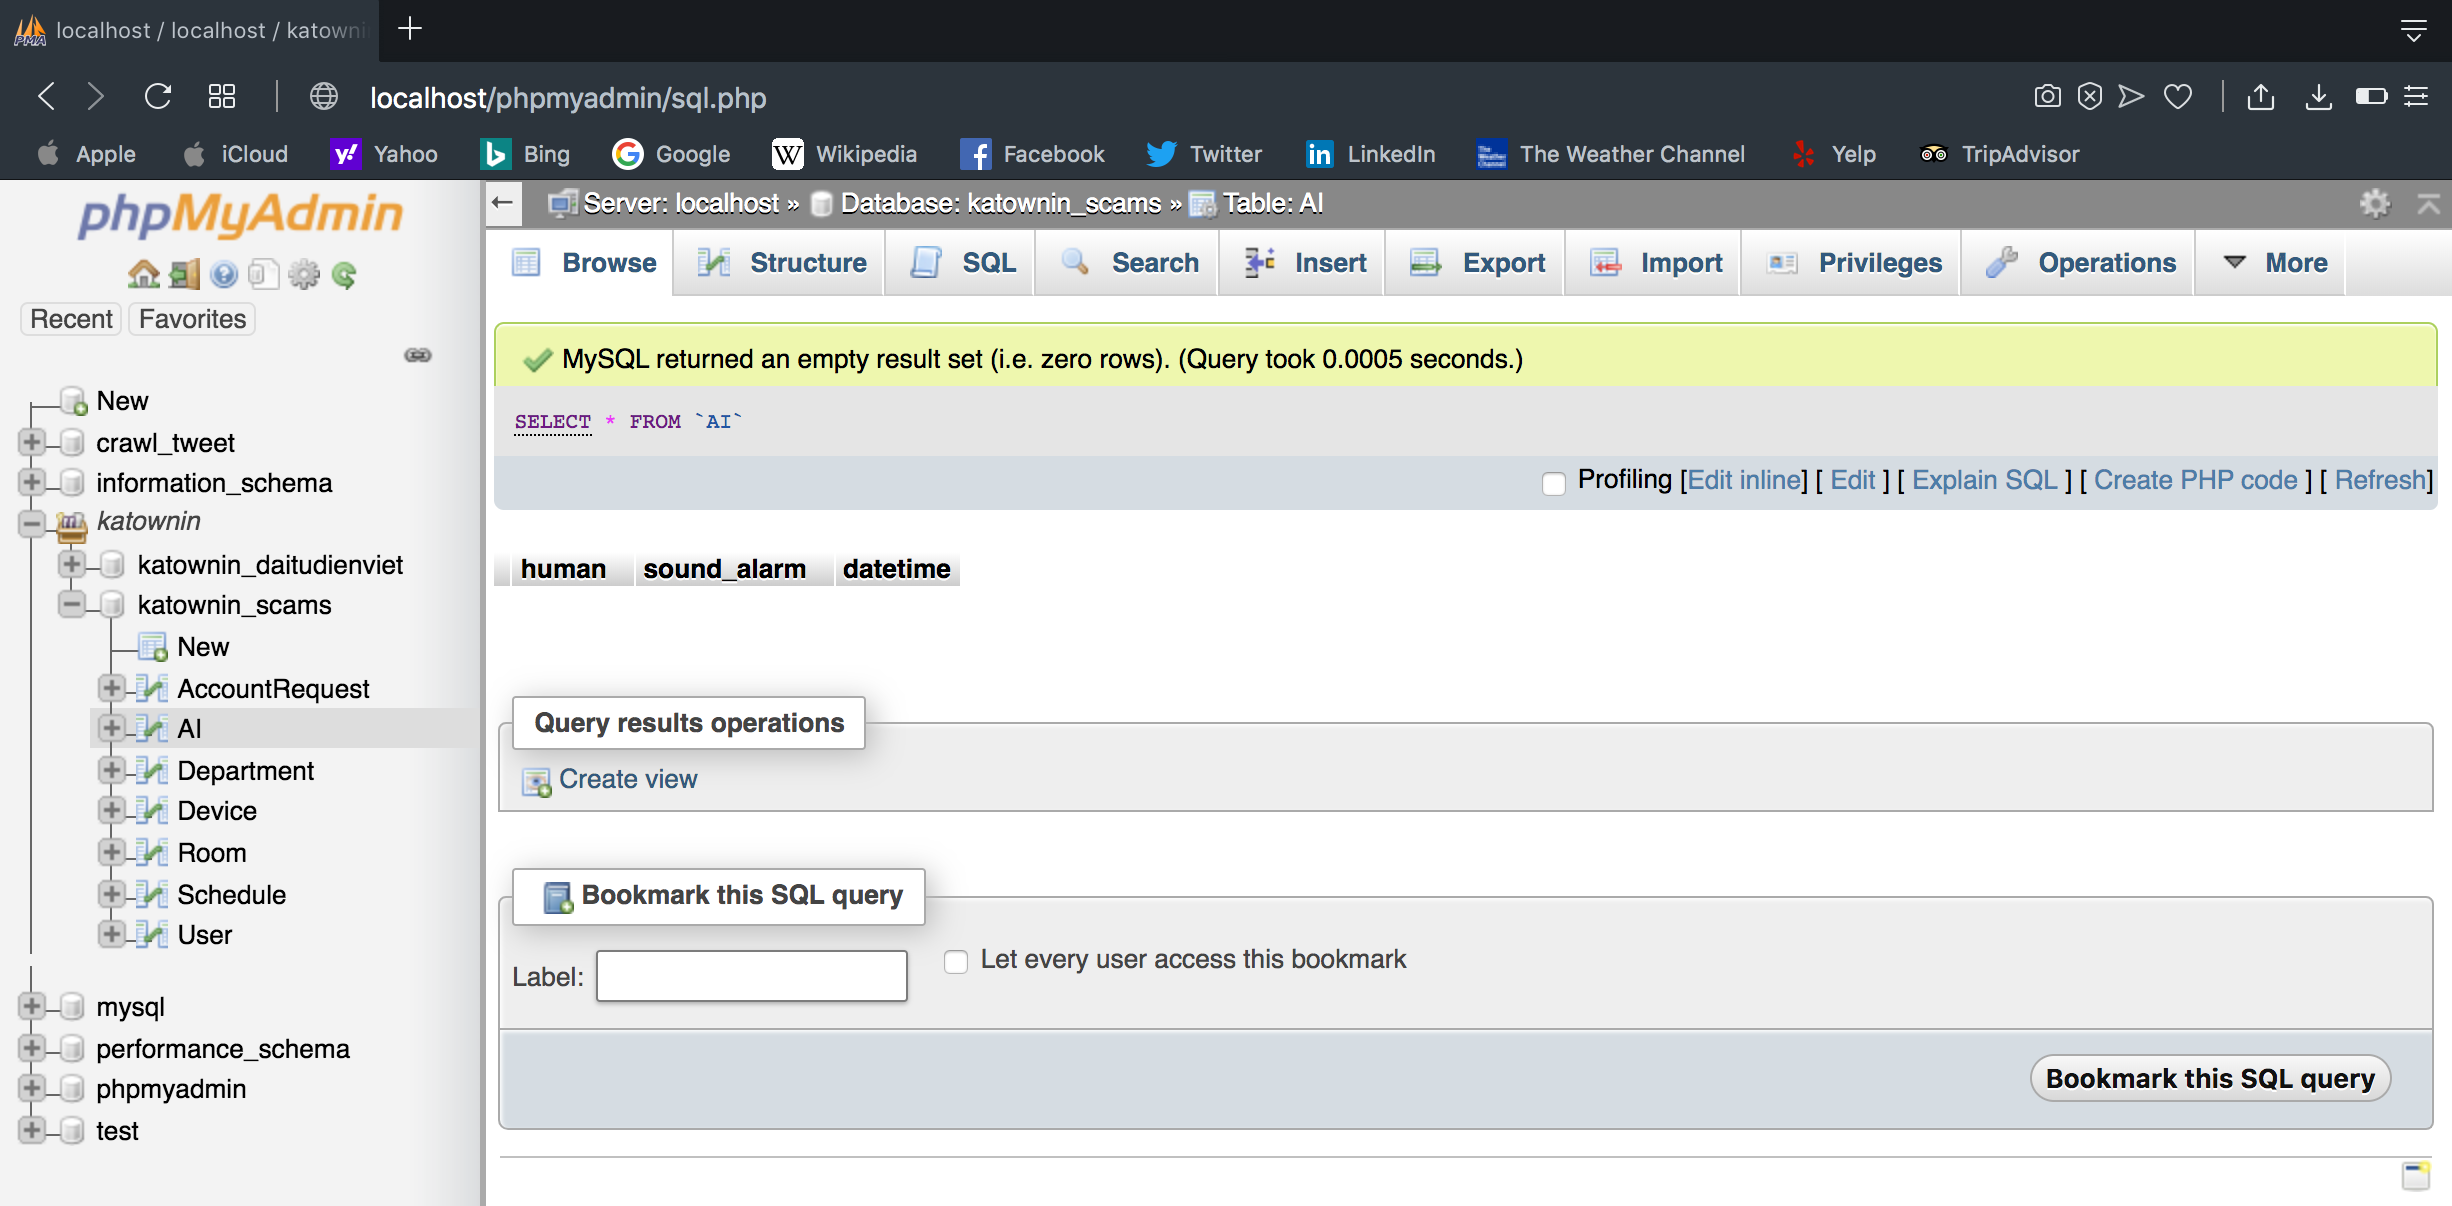 localhost / localhost / katowni
localhost/phpmyadmin/sql.php
Apple
iCloud
Yahoo
Bing
Google
Wikipedia
Facebook
Twitter
LinkedIn
The Weather Channel
Yelp
TripAdvisor
phpMyAdmin
Recent
Favorites
New
crawl_tweet
information_schema
katownin
katownin_daitudienviet
katownin_scams
New
AccountRequest
AI
Department
Device
Room
Schedule
User
mysql
performance_schema
phpmyadmin
test
Server: localhost » Database: katownin_scams » Table: AI
Browse
Structure
SQL
Search
Insert
Export
Import
Privileges
Operations
More
MySQL returned an empty result set (i.e. zero rows). (Query took 0.0005 seconds.)
SELECT * FROM `AI`
Profiling [Edit inline] [ Edit ] [ Explain SQL ] [ Create PHP code ] [ Refresh]
human sound_alarm datetime
Query results operations
Create view
Bookmark this SQL query
Label:
Let every user access this bookmark
Bookmark this SQL query